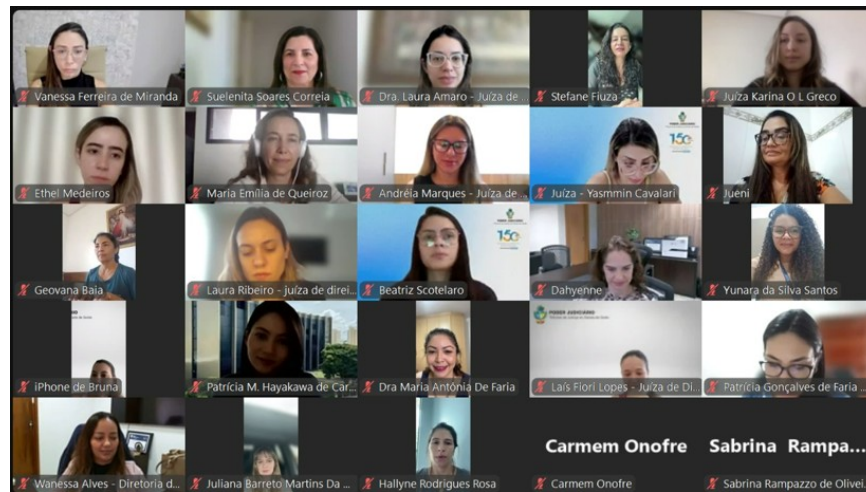 Vanessa Ferreira de Miranda
Suelenita Soares Correia
Dra. Laura Amaro - Juíza de ...
Stefane Fiuza
Juíza Karina O L Greco
Ethel Medeiros
Maria Emília de Queiroz
Andréia Marques - Juíza de ...
Juíza - Yasmmin Cavalari
Jueni
Geovana Baia
Laura Ribeiro - juíza de direi...
Beatriz Scotelaro
Dahyenne
Yunara da Silva Santos
PODER JUDICIÁRIO
iPhone de Bruna
Patrícia M. Hayakawa de Car...
Dra Maria Antônia De Faria
Laís Fiori Lopes - Juíza de Di...
Patrícia Gonçalves de Faria ...
Carmem Onofre
Sabrina Rampa...
Wanessa Alves - Diretoria d...
Juliana Barreto Martins Da ...
Hallyne Rodrigues Rosa
Carmem Onofre
Sabrina Rampazzo de Olivei...